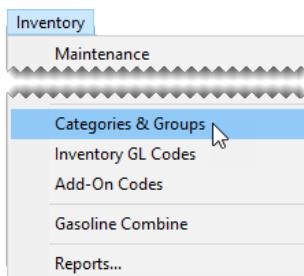 Inventory
Maintenance
Categories & Groups
Inventory GL Codes
Add-On Codes
Gasoline Combine
Reports...